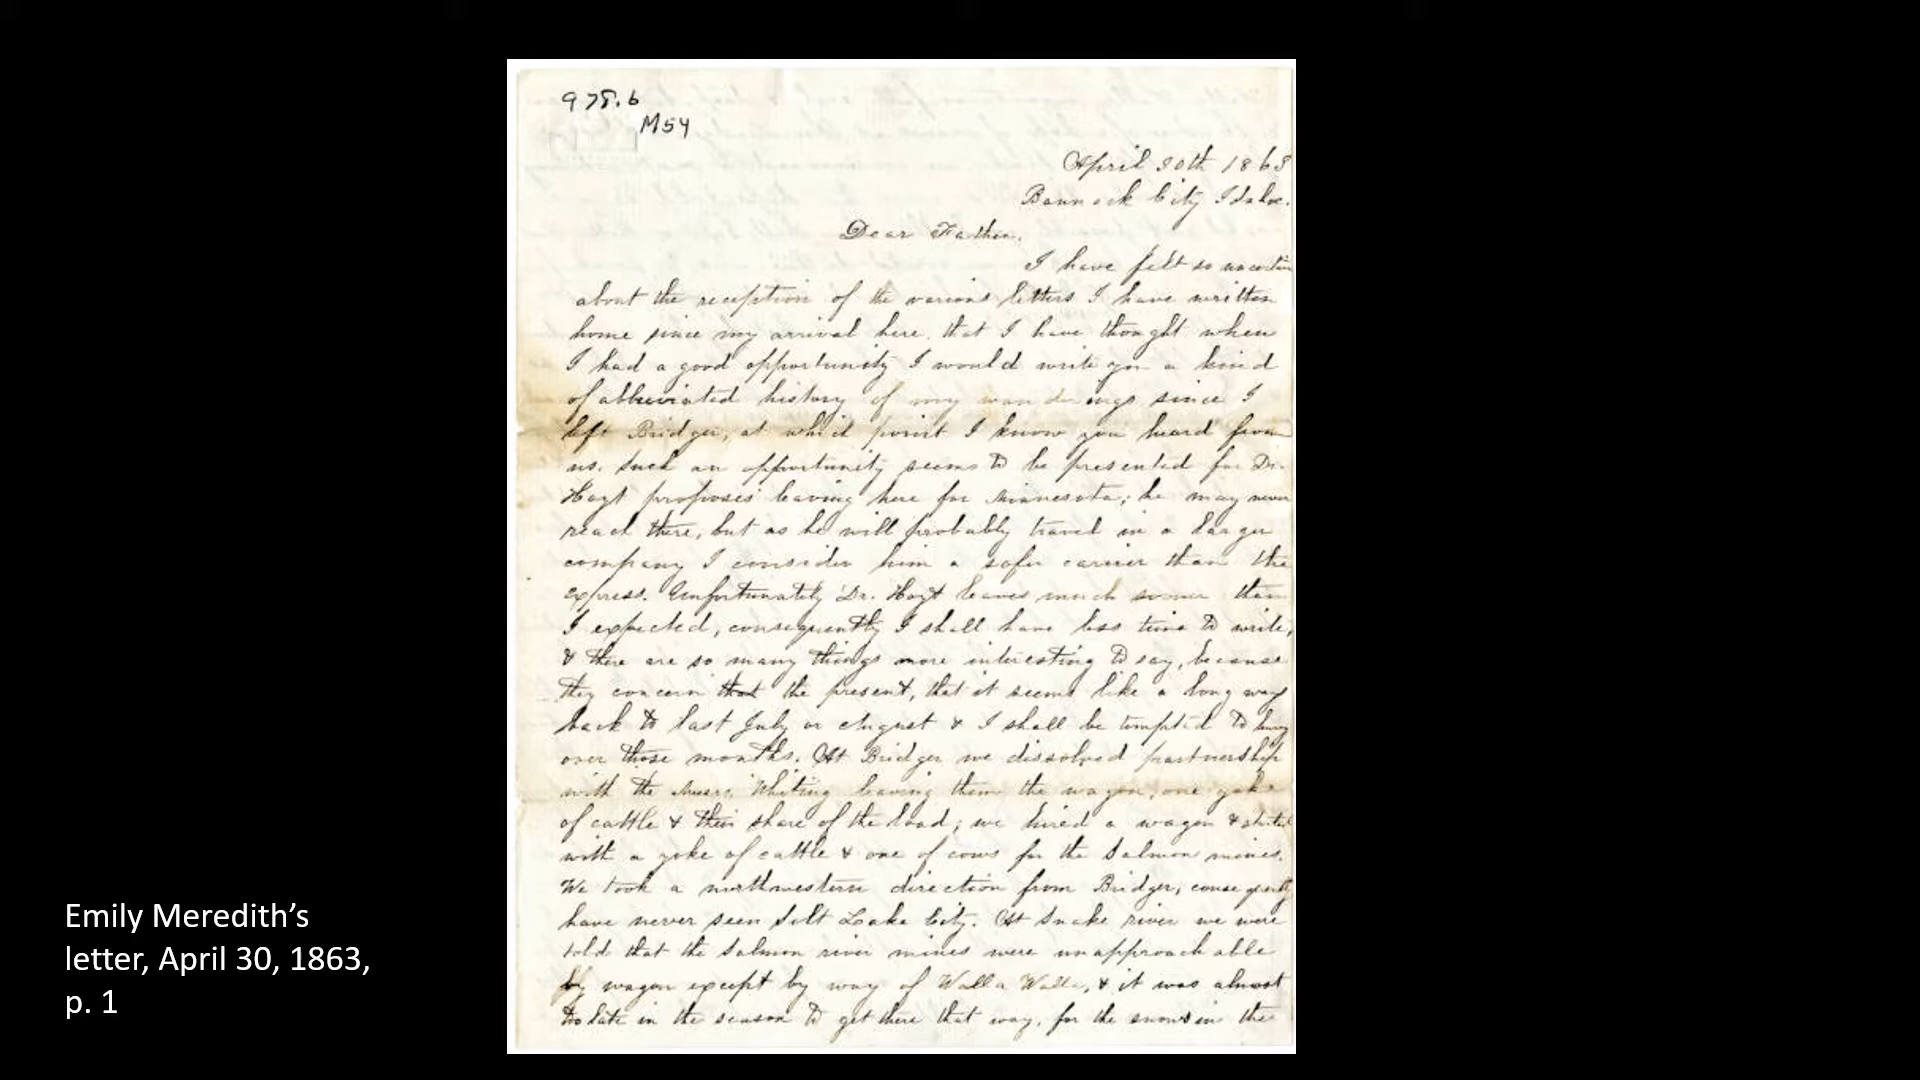 978.6
M54
April 30th 1863
Bannock City Idaho.
Dear Father,
I have felt so uncertain
about the reception of the various letters I have written
home since my arrival here, that I have thought when
I had a good opportunity I would write you a kind
of abbreviated history of my wanderings since I
left Bridger, at which point I know you heard from
us. Such an opportunity seems to be presented for Dr.
Hoyt proposes leaving here for Minnesota; he may never
reach there, but as he will probably travel in a larger
company I consider him a safer carrier than the
express. Unfortunately Dr. Hoyt leaves much sooner than
I expected, consequently I shall have less time to write,
& there are so many things more interesting to say, because
they concern the present, that it seems like a long way
back to last July or August & I shall be tempted to hurry
over those months. At Bridger we dissolved partnership
with the Messrs. Whiting leaving them the wagon, one yoke
of cattle & their share of the load; we hired a wagon & started
with a yoke of cattle & one of cows for the Salmon mines.
We took a northwestern direction from Bridger, consequently
have never seen Salt Lake City. At Snake river we were
told that the Salmon river mines were unapproachable
by wagon except by way of Walla Walla, & it was almost
too late in the season to get there that way, for the snows in the
Emily Meredith’s
letter, April 30, 1863,
p. 1